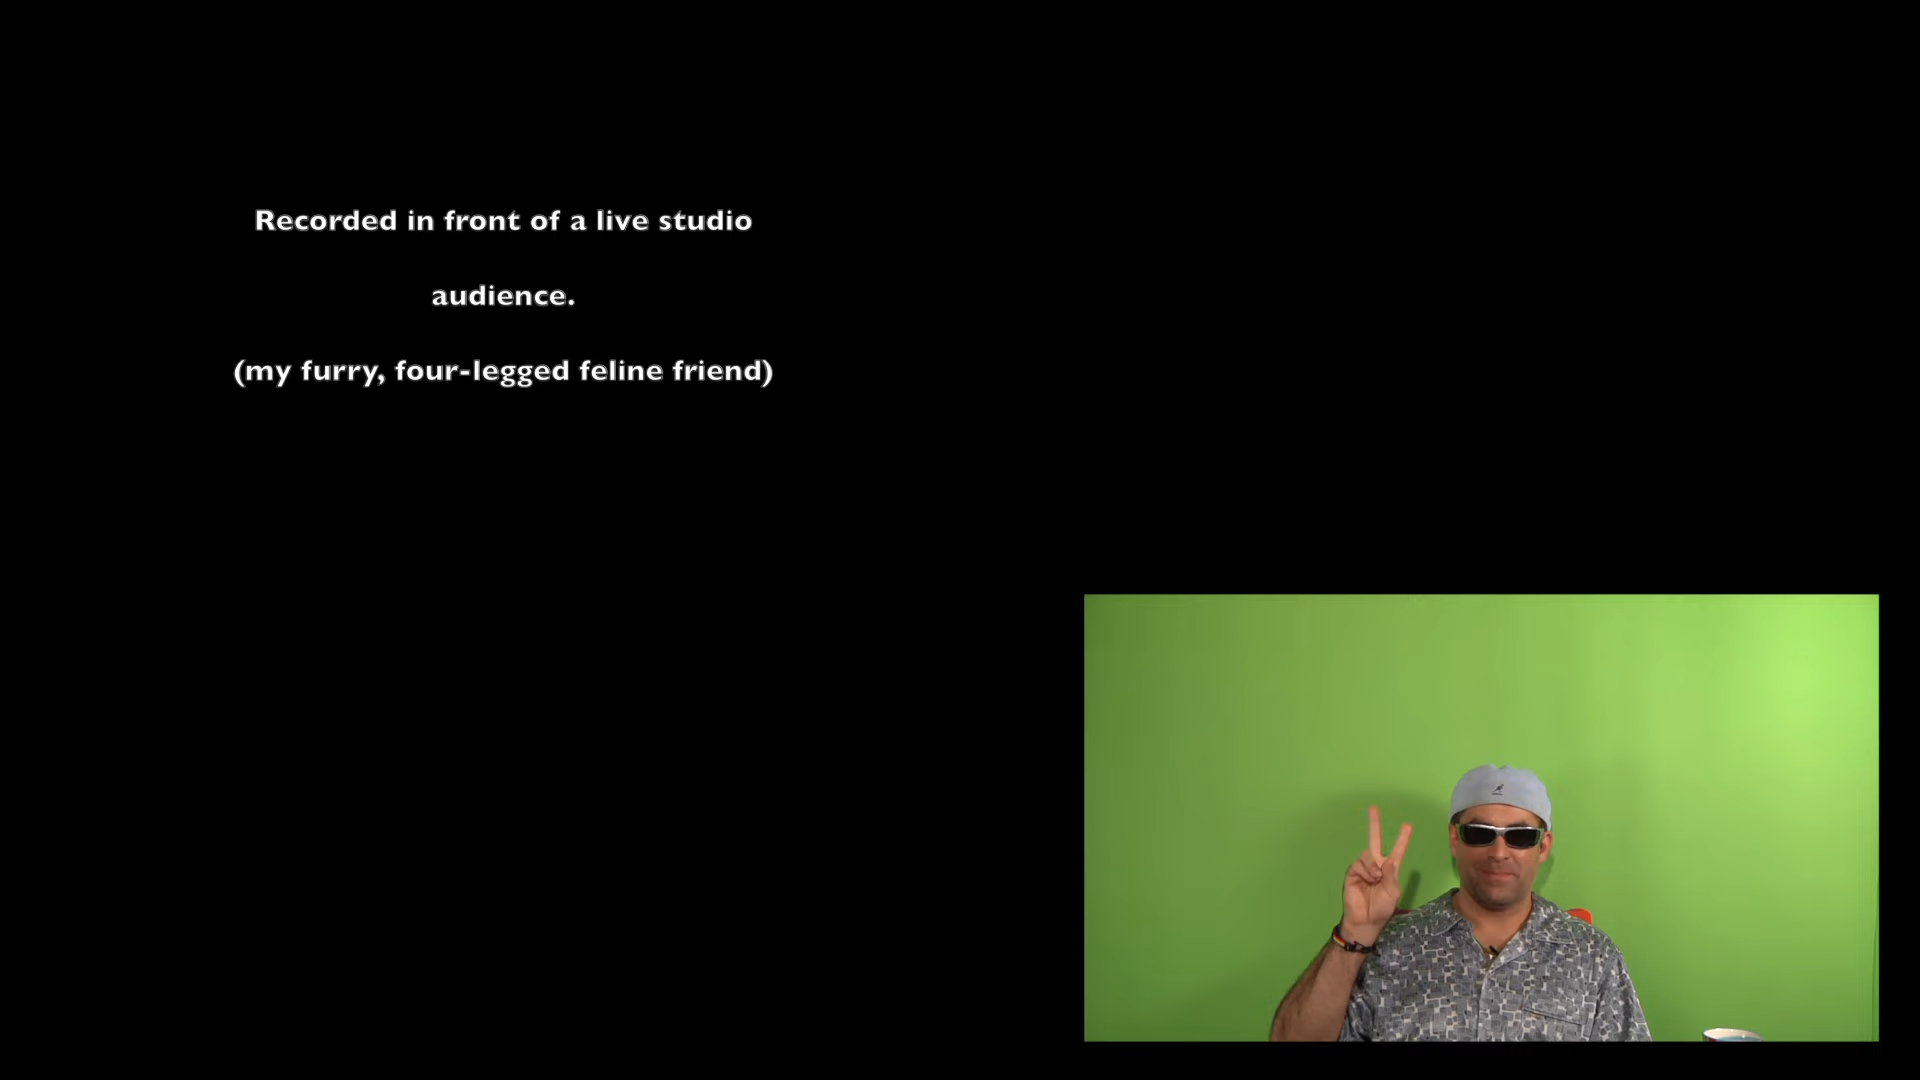 Recorded in front of a live studio
audience.
(my furry, four-legged feline friend)